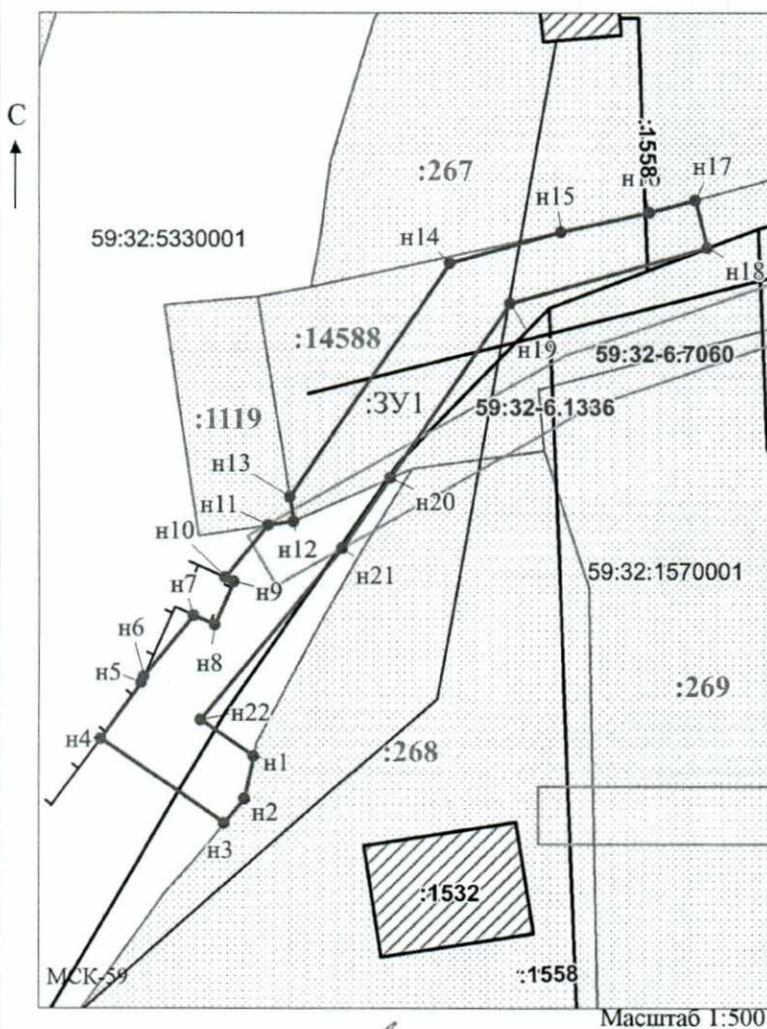 С
:1558
н17
:267
н15
н16
59:32:5330001
н14
н18
:14588
н19
59:32-6.7060
:ЗУ1
59:32-6.1336
:1119
н13
н20
н11
н10
н12
н21
н9
59:32:1570001
н7
н8
н6
н5
:269
н22
н4
:268
н1
н2
н3
:1532
МСК-59
:1558
Масштаб 1:500